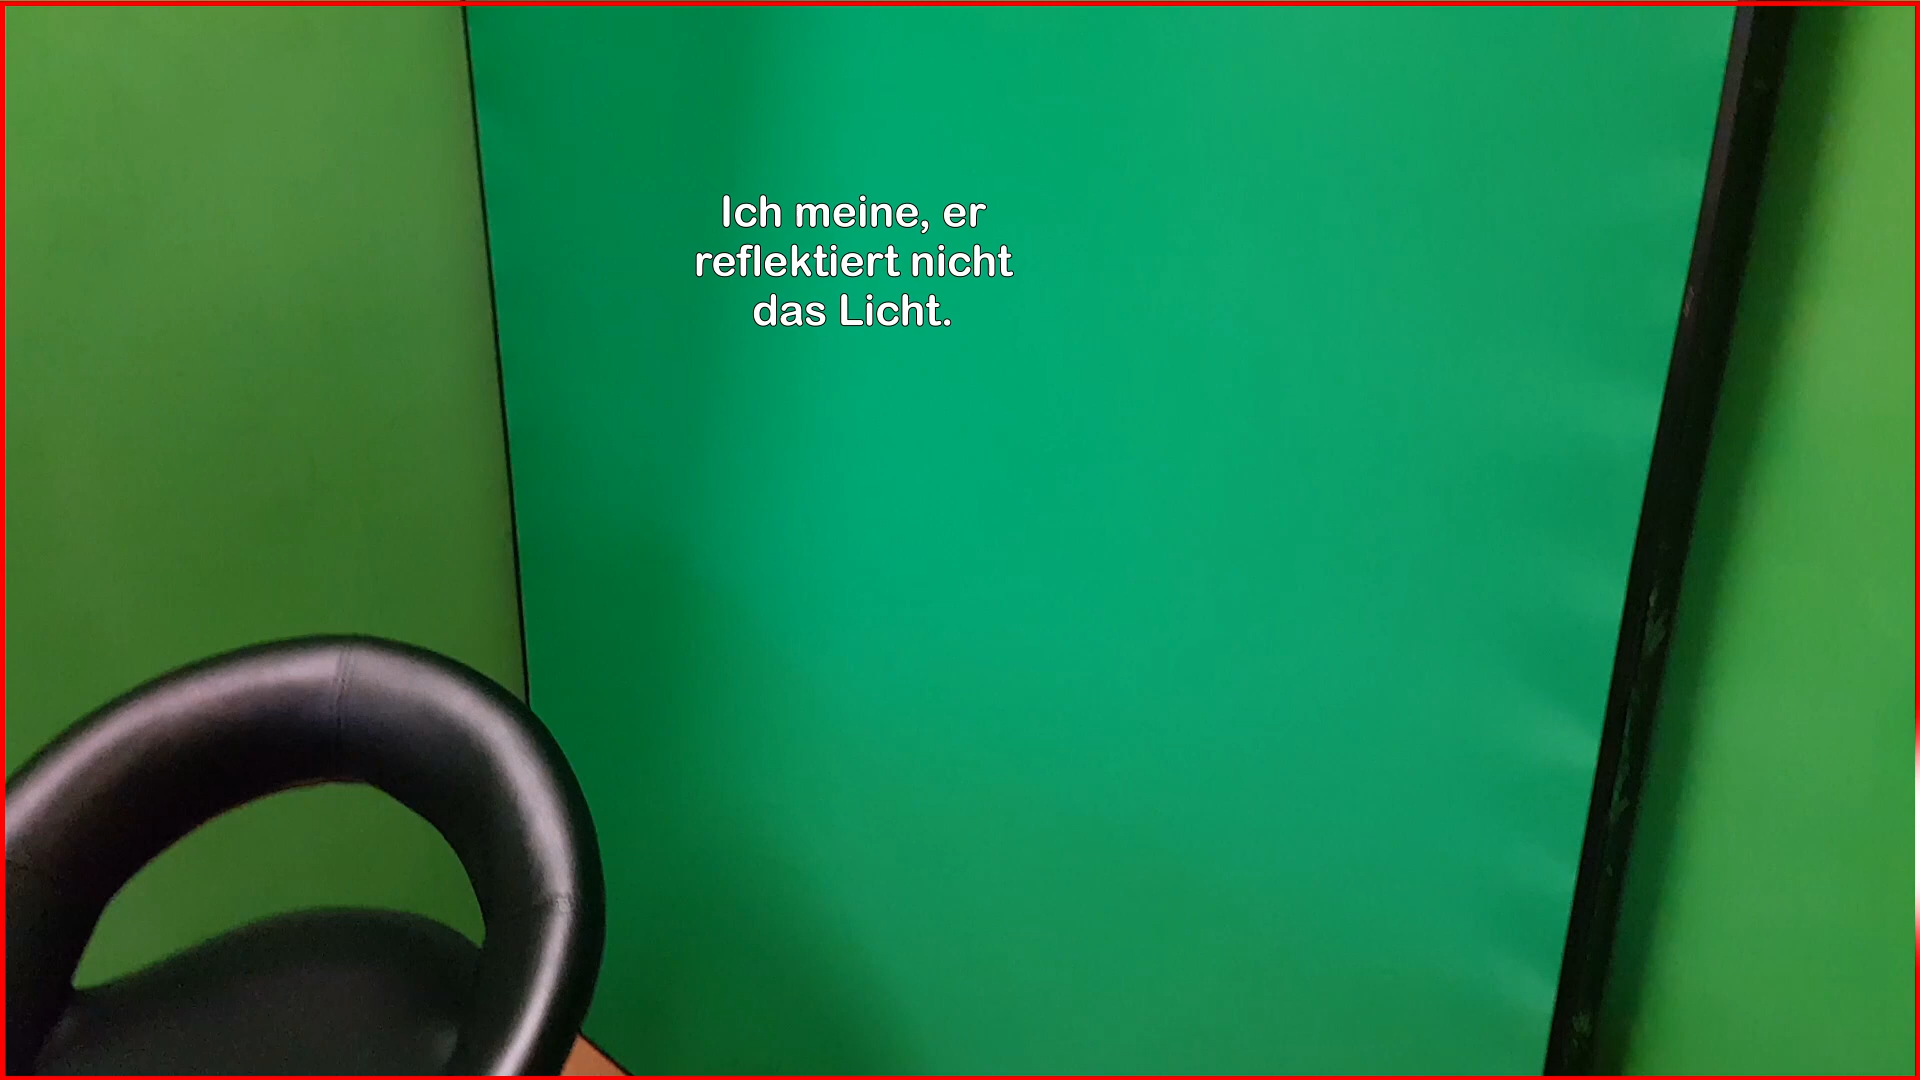 Ich meine, er
reflektiert nicht
das Licht.